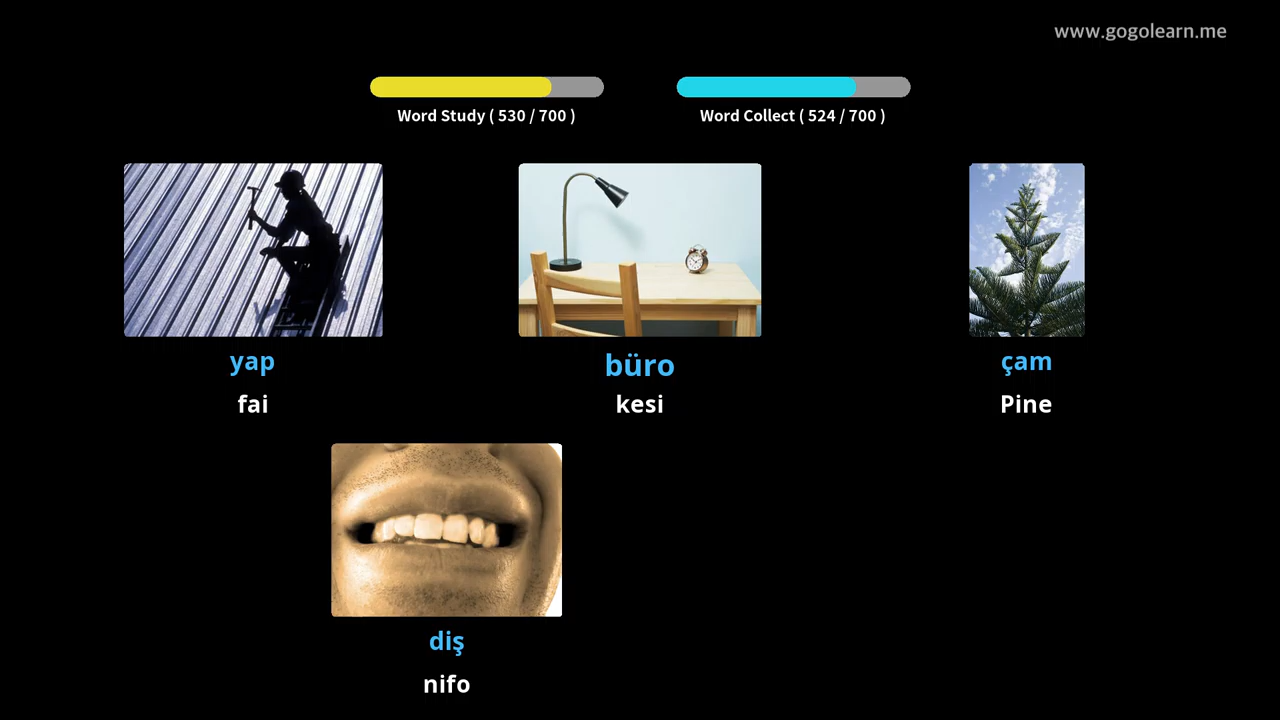 www.gogolearn.me
Word Study ( 530 / 700 )
Word Collect ( 524 / 700 )
yap
fai
büro
kesi
çam
Pine
diş
nifo